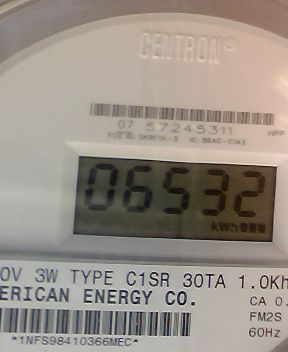 CENTRON®
07 57245311 HPP
06532
kWh
0V 3W TYPE C1SR 30TA 1.0Kh
ERICAN ENERGY CO.
CA 0.
FM2S
60Hz
*1NFS98410366MEC*